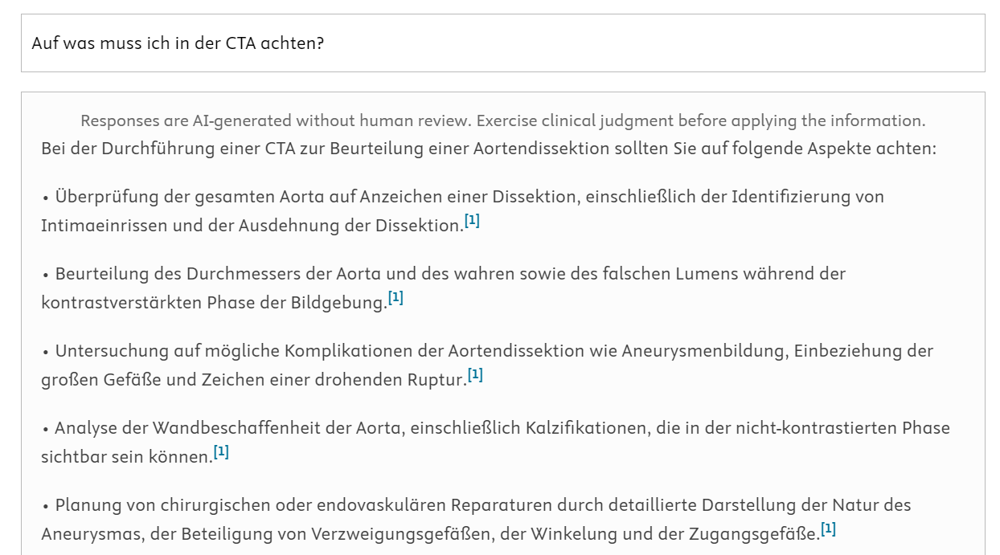 Auf was muss ich in der CTA achten?
Responses are AI-generated without human review. Exercise clinical judgment before applying the information.
Bei der Durchführung einer CTA zur Beurteilung einer Aortendissektion sollten Sie auf folgende Aspekte achten:
• Überprüfung der gesamten Aorta auf Anzeichen einer Dissektion, einschließlich der Identifizierung von
Intimaeinrissen und der Ausdehnung der Dissektion.[1]
• Beurteilung des Durchmessers der Aorta und des wahren sowie des falschen Lumens während der
kontrastverstärkten Phase der Bildgebung.[1]
• Untersuchung auf mögliche Komplikationen der Aortendissektion wie Aneurysmenbildung, Einbeziehung der
großen Gefäße und Zeichen einer drohenden Ruptur.[1]
• Analyse der Wandbeschaffenheit der Aorta, einschließlich Kalzifikationen, die in der nicht-kontrastierten Phase
sichtbar sein können.[1]
• Planung von chirurgischen oder endovaskulären Reparaturen durch detaillierte Darstellung der Natur des
Aneurysmas, der Beteiligung von Verzweigungsgefäßen, der Winkelung und der Zugangsgefäße.[1]